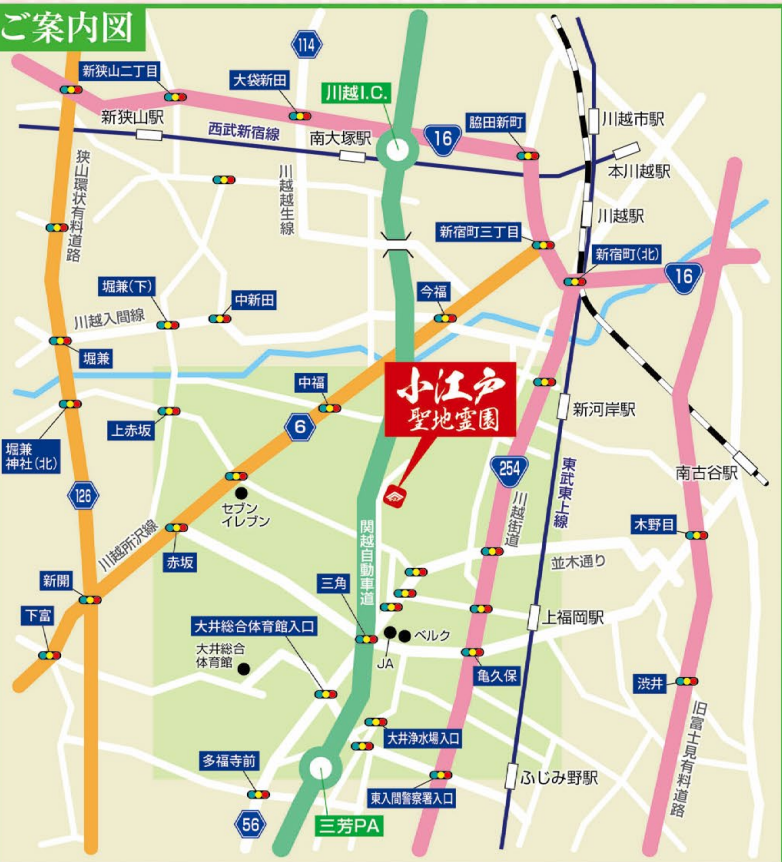 ご案内図
114
新狭山二丁目
大袋新田
川越I.C.
新狭山駅
西武新宿線
南大塚駅
16
脇田新町
川越市駅
本川越駅
狭山環状有料道路
川越越生線
川越駅
新宿町三丁目
新宿町(北)
16
堀兼(下)
中新田
今福
川越入間線
堀兼
中福
小江戸
聖地霊園
上赤坂
6
新河岸駅
堀兼
神社(北)
254
南古谷駅
126
セブン
イレブン
川越街道
東武東上線
関越自動車道
川越所沢線
赤坂
木野目
並木通り
新開
三角
下富
大井総合体育館入口
上福岡駅
ベルク
JA
大井総合
体育館
亀久保
渋井
大井浄水場入口
旧富士見有料道路
多福寺前
ふじみ野駅
東入間警察署入口
56
三芳PA